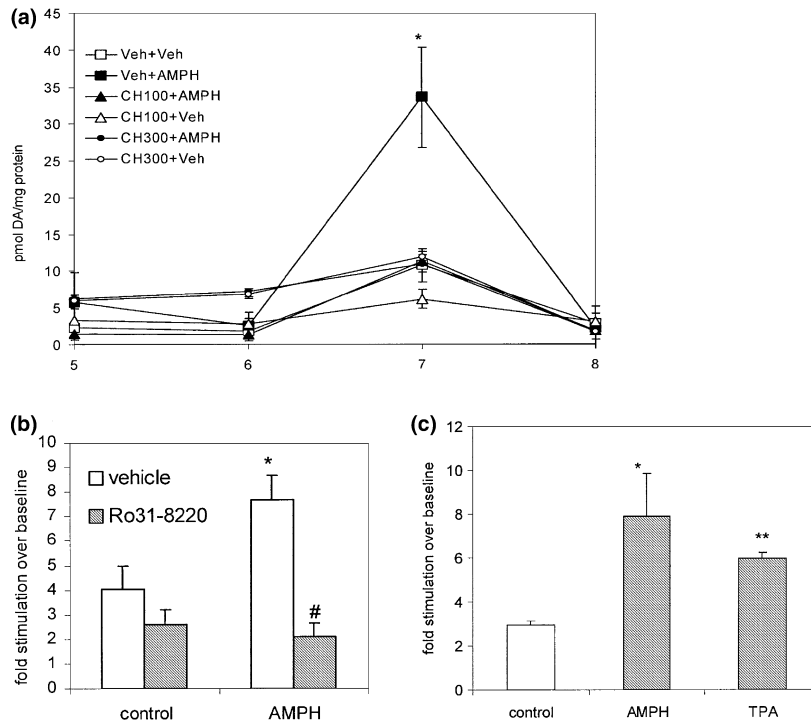 (a)
45
40
35
30
25
20
15
10
5
0
pmol DA/mg protein
Veh+Veh
Veh+AMPH
CH100+AMPH
CH100+Veh
CH300+AMPH
CH300+Veh
*
5 6 7 8
(b)
10
9
8
7
6
5
4
3
2
1
0
fold stimulation over baseline
vehicle
Ro31-8220
*
#
control AMPH
(c)
12
10
8
6
4
2
0
fold stimulation over baseline
*
**
control AMPH TPA